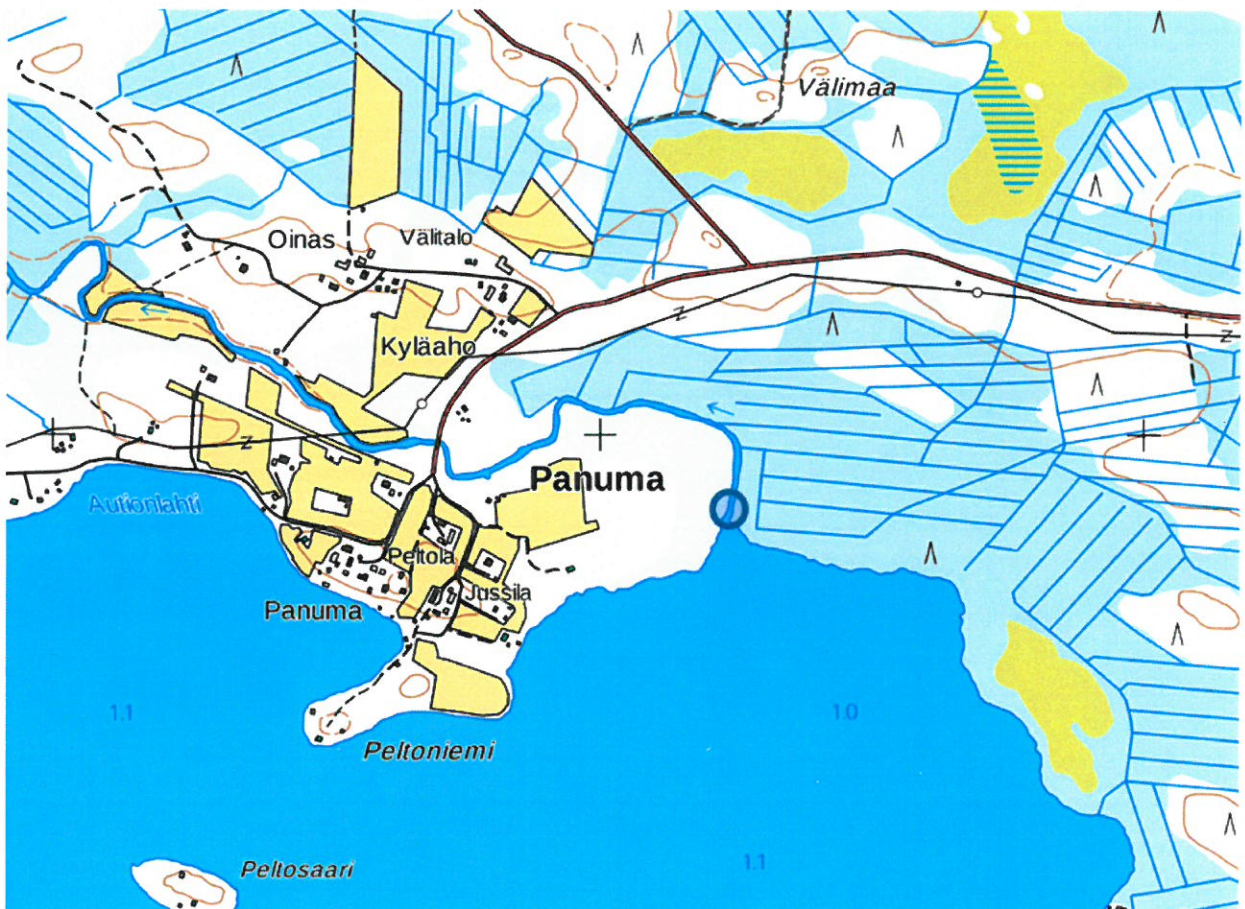 Välimaa
Oinas
Välitalo
Kyläaho
Panuma
Autionlahti
Peltola
Jussila
Panuma
1.1
1.0
Peltoniemi
1.1
Peltosaari